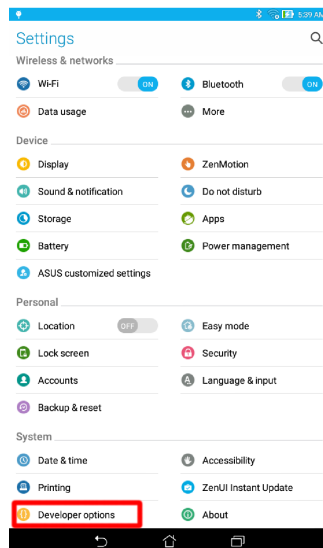 5:39 AM
Settings
Wireless & networks
Wi-Fi ON Bluetooth ON
Data usage More
Device
Display ZenMotion
Sound & notification Do not disturb
Storage Apps
Battery Power management
ASUS customized settings
Personal
Location OFF Easy mode
Lock screen Security
Accounts Language & input
Backup & reset
System
Date & time Accessibility
Printing ZenUI Instant Update
Developer options About